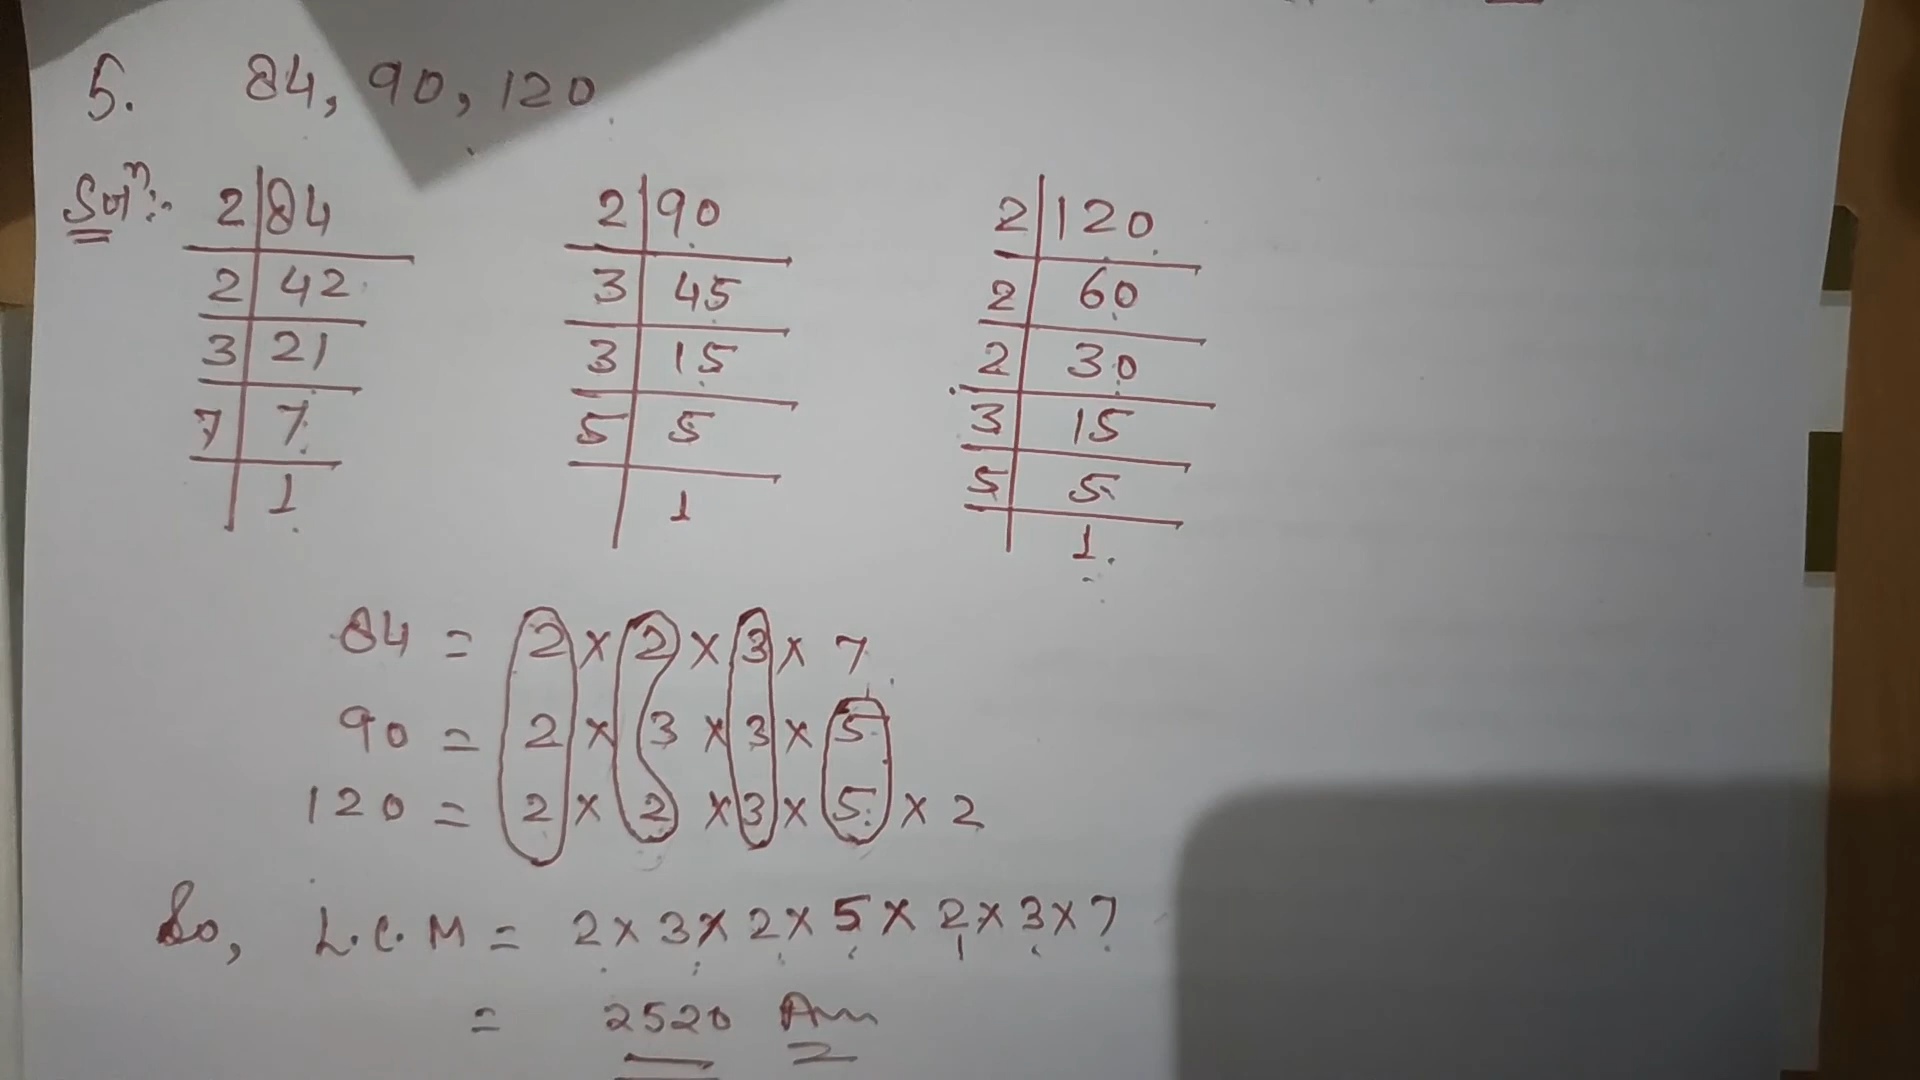 5. 84, 90, 120
Solⁿ:-
2|84
2|42
3|21
7|7
1
2|90
3|45
3|15
5|5
1
2|120
2|60
2|30
3|15
5|5
1.
84 = 2 × 2 × 3 × 7
90 = 2 × 3 × 3 × 5
120 = 2 × 2 × 3 × 5 × 2
So, L.C.M = 2 × 3 × 2 × 5 × 2 × 3 × 7
= 2520 Ans